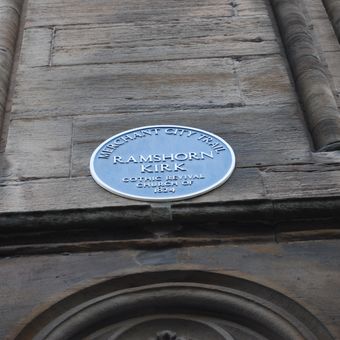 MERCHANT CITY TRAIL
RAMSHORN
KIRK
GOTHIC REVIVAL
CHURCH OF
1824